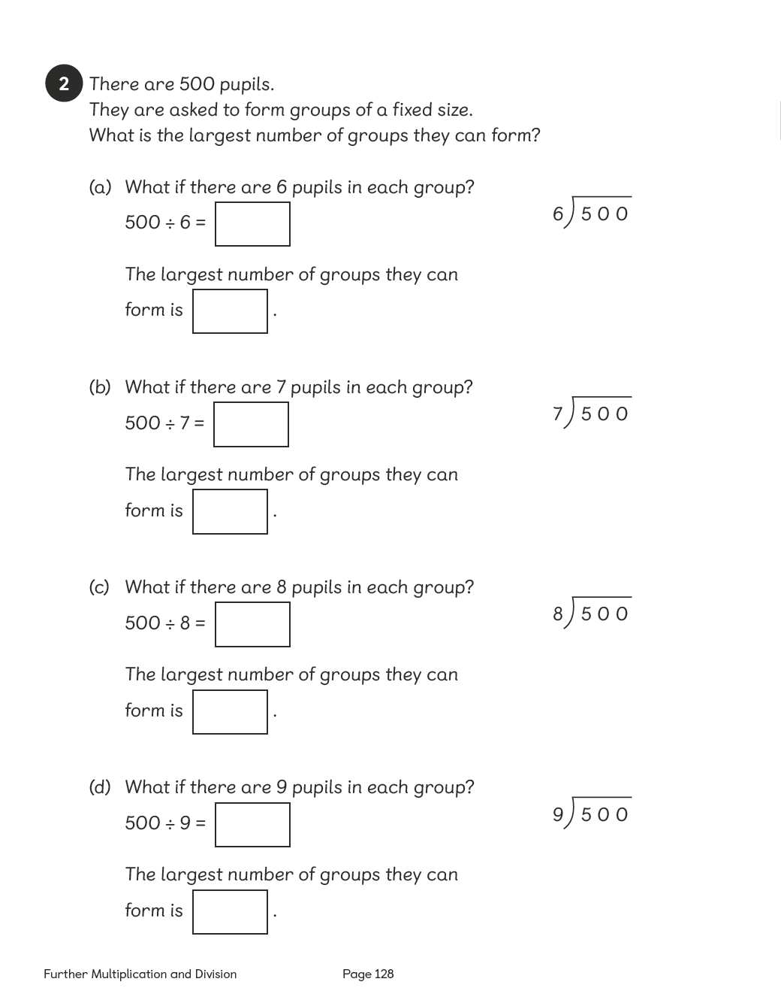 2 There are 500 pupils.
They are asked to form groups of a fixed size.
What is the largest number of groups they can form?
(a) What if there are 6 pupils in each group?
500 ÷ 6 =
6 500
The largest number of groups they can
form is .
(b) What if there are 7 pupils in each group?
500 ÷ 7 =
7 500
The largest number of groups they can
form is .
(c) What if there are 8 pupils in each group?
500 ÷ 8 =
8 500
The largest number of groups they can
form is .
(d) What if there are 9 pupils in each group?
500 ÷ 9 =
9 500
The largest number of groups they can
form is .
Further Multiplication and Division Page 128